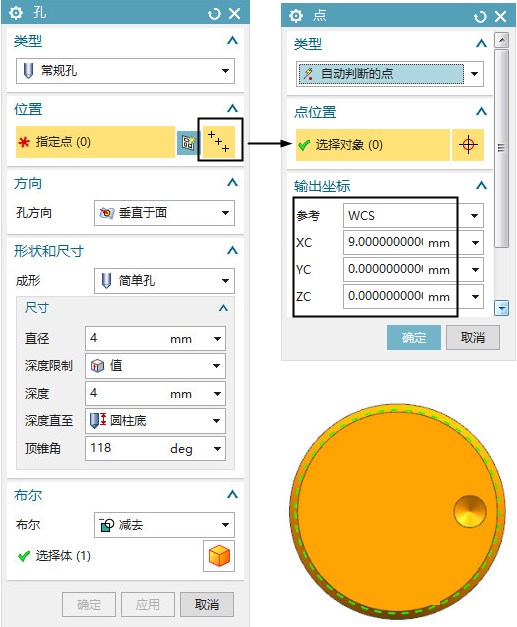 孔
类型
常规孔
位置
指定点 (0)
方向
孔方向 垂直于面
形状和尺寸
成形 简单孔
尺寸
直径 4 mm
深度限制 值
深度 4 mm
深度直至 圆柱底
顶锥角 118 deg
布尔
布尔 减去
选择体 (1)
确定 应用 取消
点
类型
自动判断的点
点位置
选择对象 (0)
输出坐标
参考 WCS
XC 9.0000000000 mm
YC 0.0000000000 mm
ZC 0.0000000000 mm
确定 取消